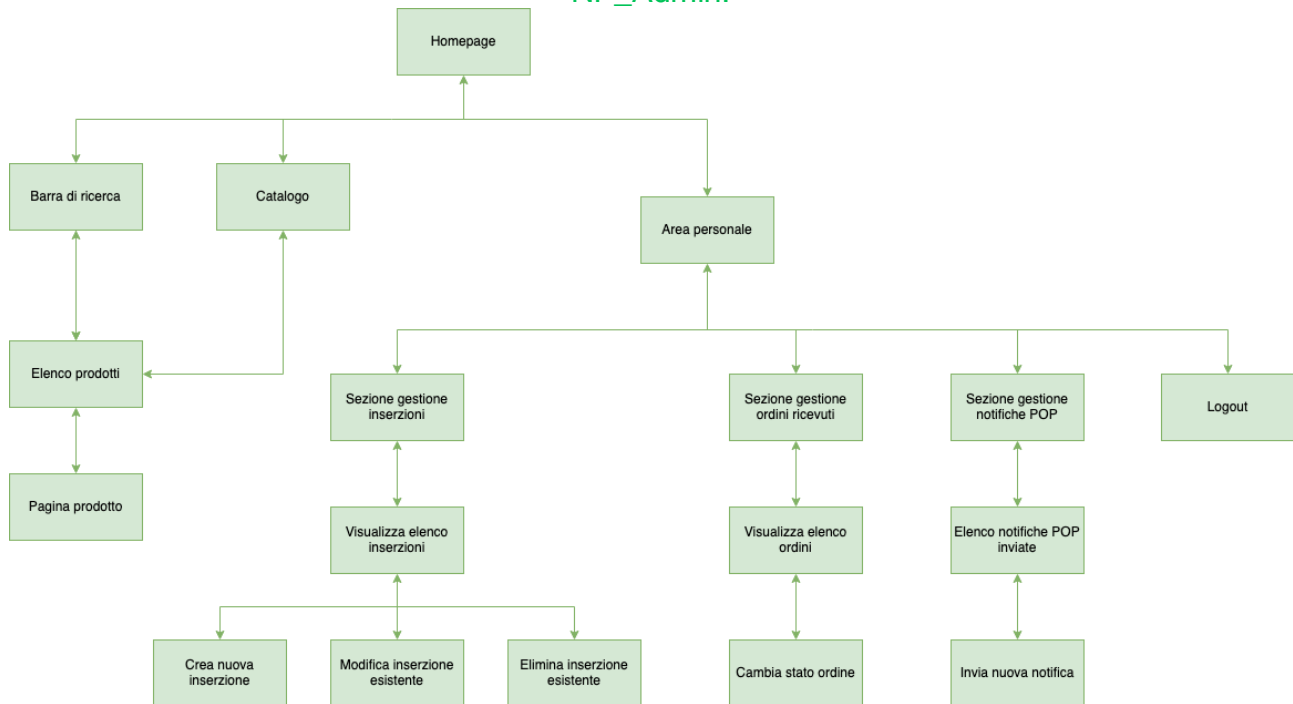 NP_Admin:
Homepage
Barra di ricerca
Catalogo
Area personale
Elenco prodotti
Sezione gestione
inserzioni
Sezione gestione
ordini ricevuti
Sezione gestione
notifiche POP
Logout
Pagina prodotto
Visualizza elenco
inserzioni
Visualizza elenco
ordini
Elenco notifiche POP
inviate
Crea nuova
inserzione
Modifica inserzione
esistente
Elimina inserzione
esistente
Cambia stato ordine
Invia nuova notifica